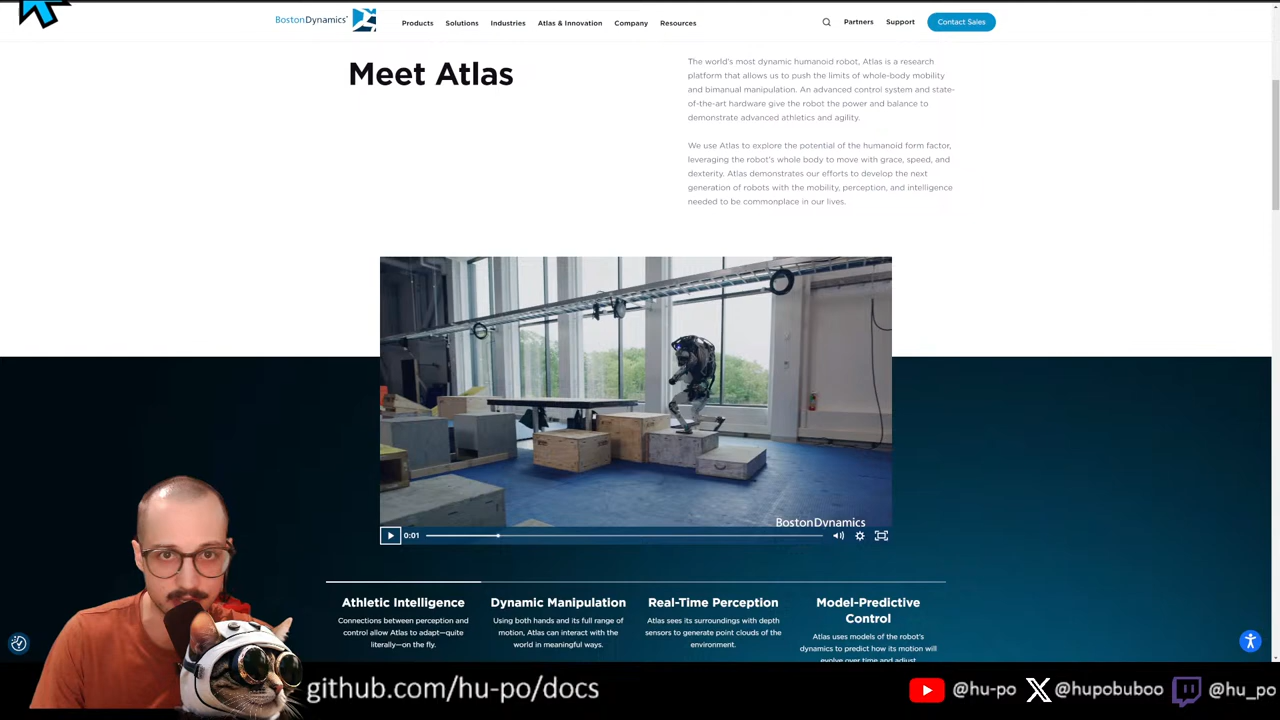 BostonDynamics
Products
Solutions
Industries
Atlas & Innovation
Company
Resources
Partners
Support
Contact Sales
Meet Atlas
The world's most dynamic humanoid robot, Atlas is a research
platform that allows us to push the limits of whole-body mobility
and bimanual manipulation. An advanced control system and state-
of-the-art hardware give the robot the power and balance to
demonstrate advanced athletics and agility.
We use Atlas to explore the potential of the humanoid form factor,
leveraging the robot's whole body to move with grace, speed, and
dexterity. Atlas demonstrates our efforts to develop the next
generation of robots with the mobility, perception, and intelligence
needed to be commonplace in our lives.
BostonDynamics
0:01
Athletic Intelligence
Connections between perception and
control allow Atlas to adapt—quite
literally—on the fly.
Dynamic Manipulation
Using both hands and its full range of
motion, Atlas can interact with the
world in meaningful ways.
Real-Time Perception
Atlas sees its surroundings with depth
sensors to generate point clouds of the
environment.
Model-Predictive
Control
Atlas uses models of the robot's
dynamics to predict how its motion will
evolve over time and adjust
github.com/hu-po/docs
@hu-po
@hupobuboo
@hu_po